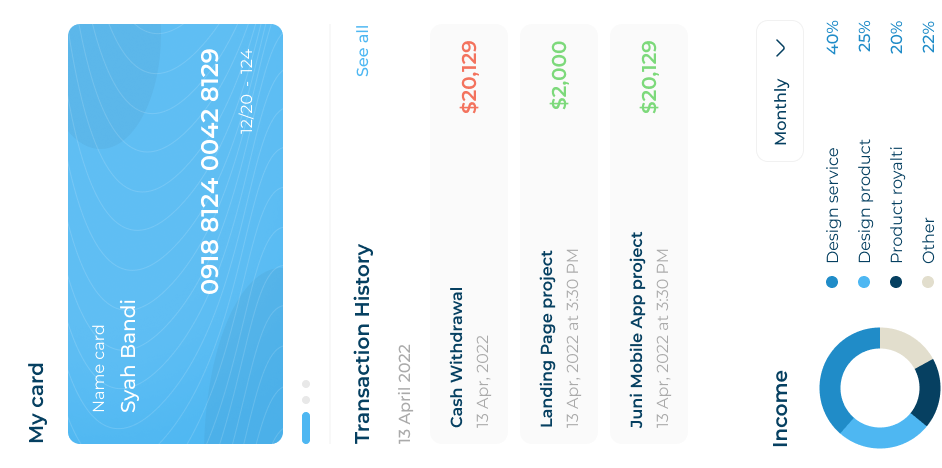 My card
Name card
Syah Bandi
0918 8124 0042 8129
12/20 - 124
Transaction History
See all
13 April 2022
Cash Withdrawal
13 Apr, 2022
$20,129
Landing Page project
13 Apr, 2022 at 3:30 PM
$2,000
Juni Mobile App project
13 Apr, 2022 at 3:30 PM
$20,129
Income
Monthly
Design service 40%
Design product 25%
Product royalti 20%
Other 22%